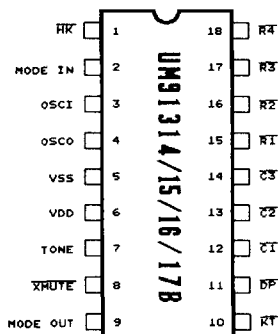 HK 1 18 R4
MODE IN 2 17 R3
OSCI 3 16 R2
OSCO 4 15 R1
VSS 5 14 C3
VDD 6 13 C2
TONE 7 12 C1
XMUTE 8 11 DP
MODE OUT 9 10 KT
UM91314/15/16/17B